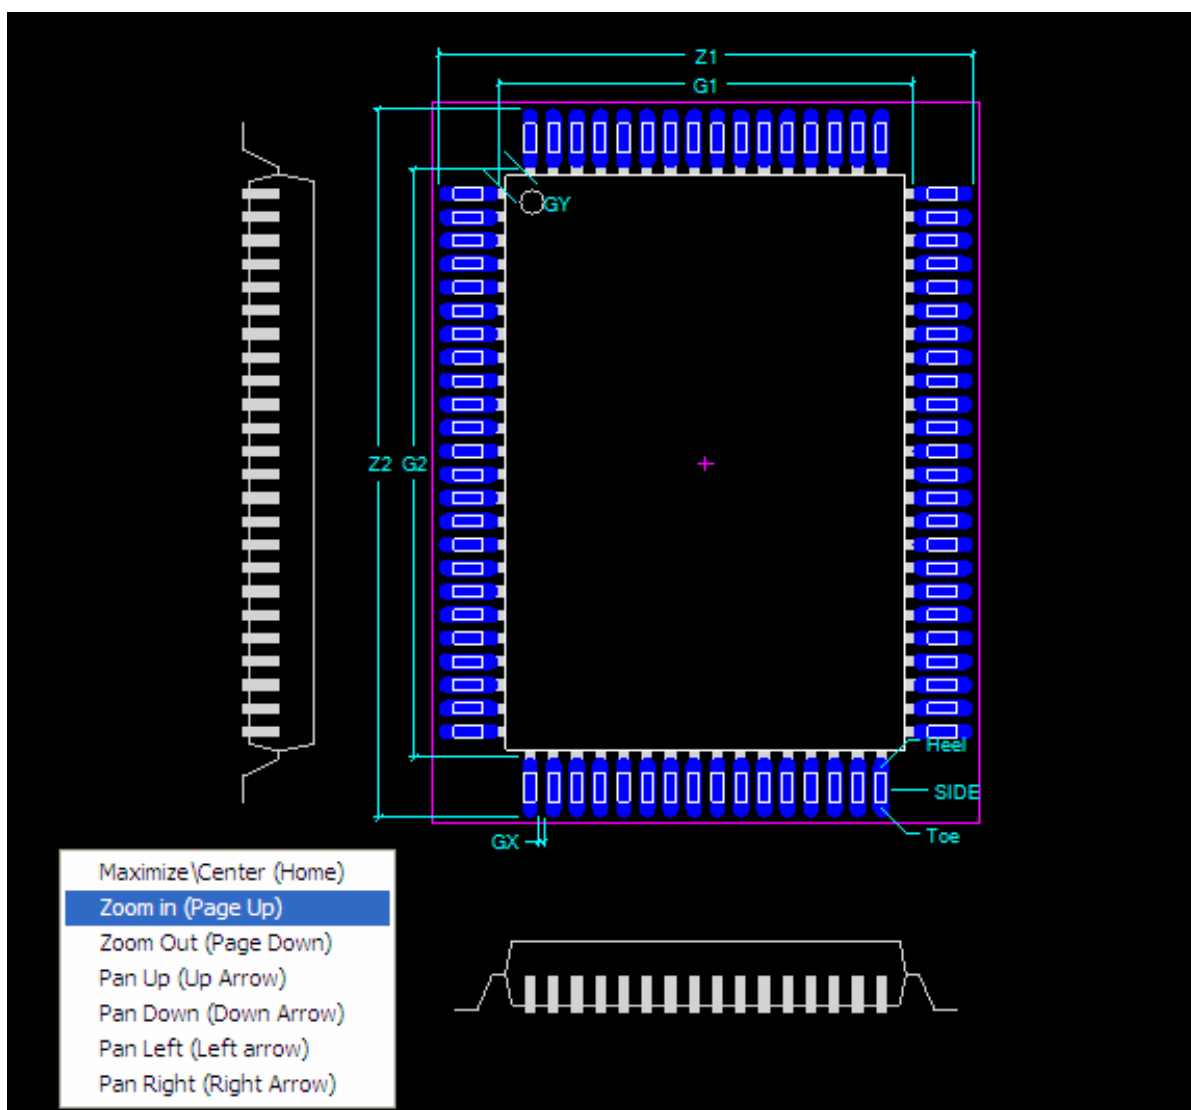 Z1
G1
GY
Z2 G2
Heel
SIDE
Toe
GX
Maximize\Center (Home)
Zoom in (Page Up)
Zoom Out (Page Down)
Pan Up (Up Arrow)
Pan Down (Down Arrow)
Pan Left (Left arrow)
Pan Right (Right Arrow)